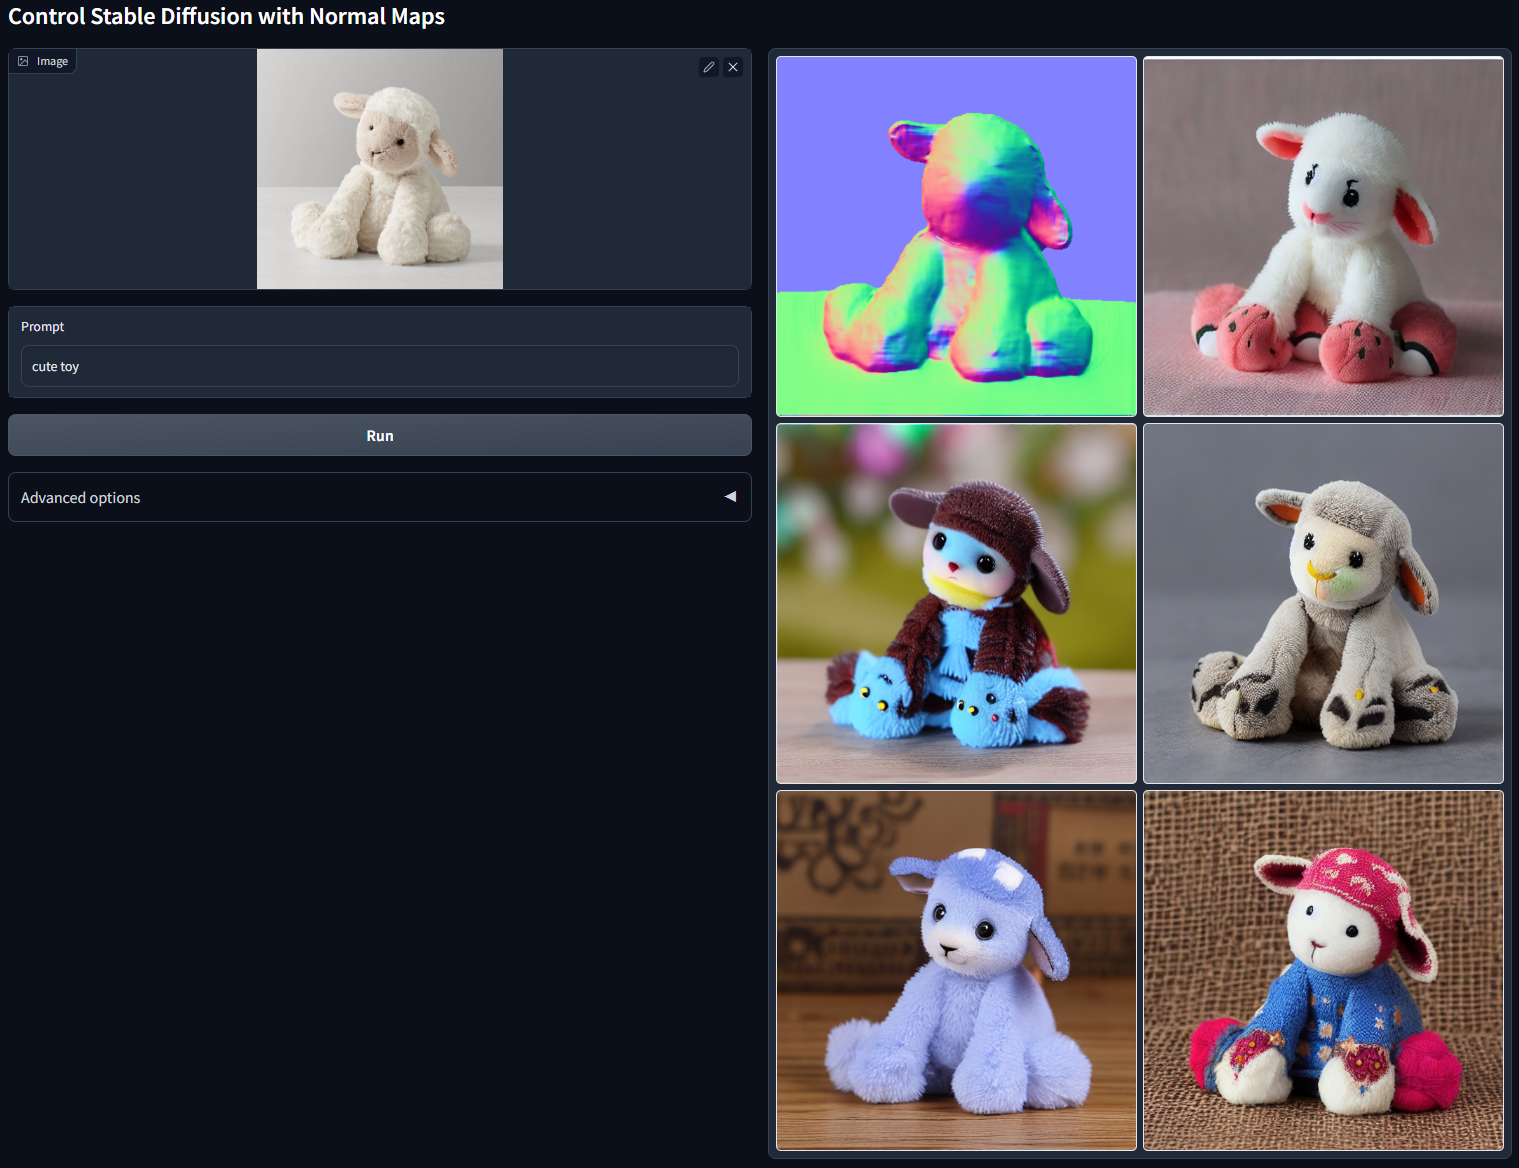 Control Stable Diffusion with Normal Maps
Image
Prompt
cute toy
Run
Advanced options